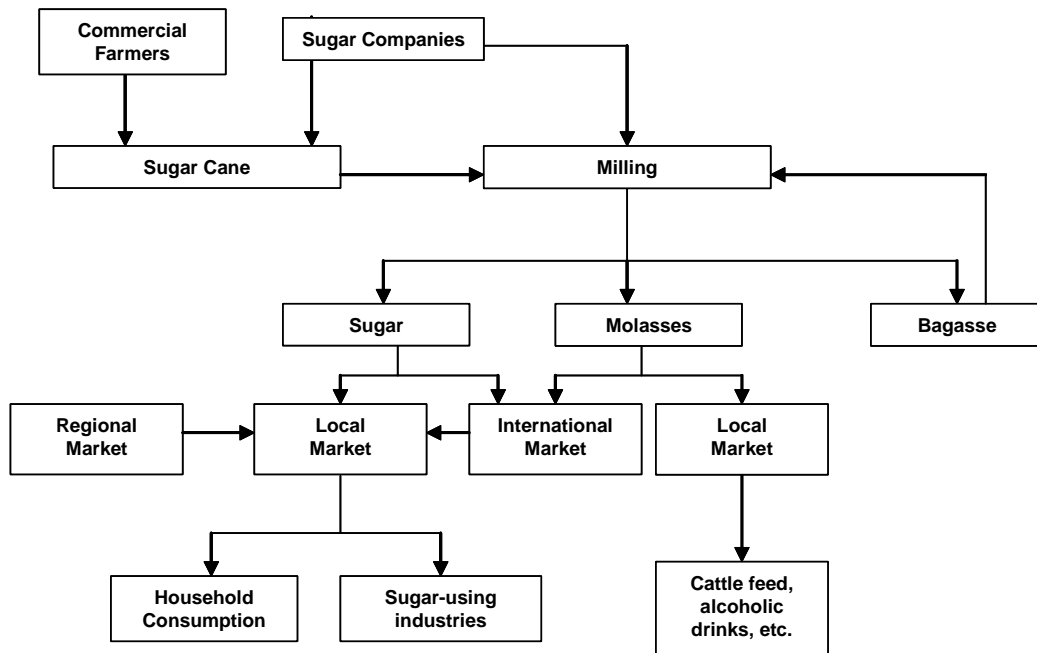 Commercial
Farmers
Sugar Companies
Sugar Cane
Milling
Sugar
Molasses
Bagasse
Regional
Market
Local
Market
International
Market
Local
Market
Household
Consumption
Sugar-using
industries
Cattle feed,
alcoholic
drinks, etc.